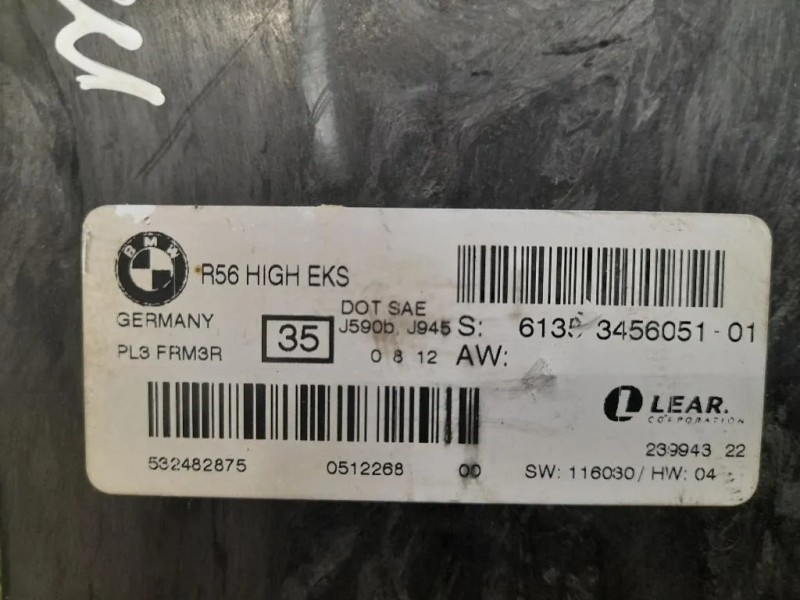 BMW
R56 HIGH EKS
GERMANY
PL3 FRM3R
35
DOT SAE
J590b, J945
0 8 12
S: 6135 3456051-01
AW:
LEAR.
CORPORATION
239943 22
532482875 0512268 00
SW: 116030/ HW: 04